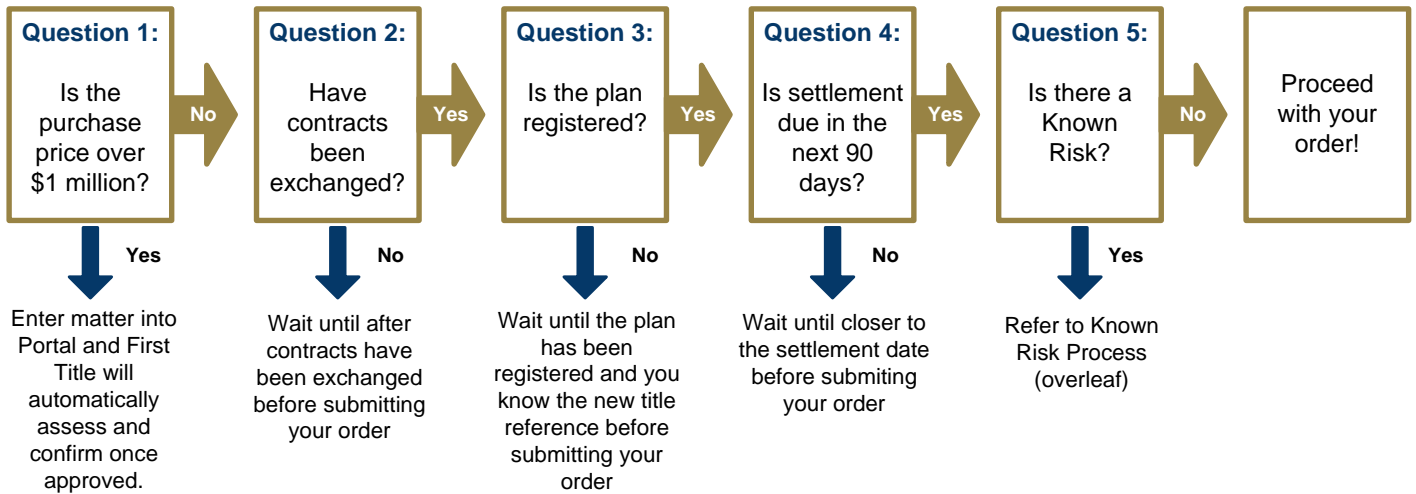 Question 1:
Is the
purchase
price over
$1 million?
No
Question 2:
Have
contracts
been
exchanged?
Yes
Question 3:
Is the plan
registered?
Yes
Question 4:
Is settlement
due in the
next 90
days?
Yes
Question 5:
Is there a
Known
Risk?
No
Proceed
with your
order!
Yes
Enter matter into
Portal and First
Title will
automatically
assess and
confirm once
approved.
No
Wait until after
contracts have
been exchanged
before submitting
your order
No
Wait until the plan
has been
registered and you
know the new title
reference before
submitting your
order
No
Wait until closer to
the settlement date
before submiting
your order
Yes
Refer to Known
Risk Process
(overleaf)